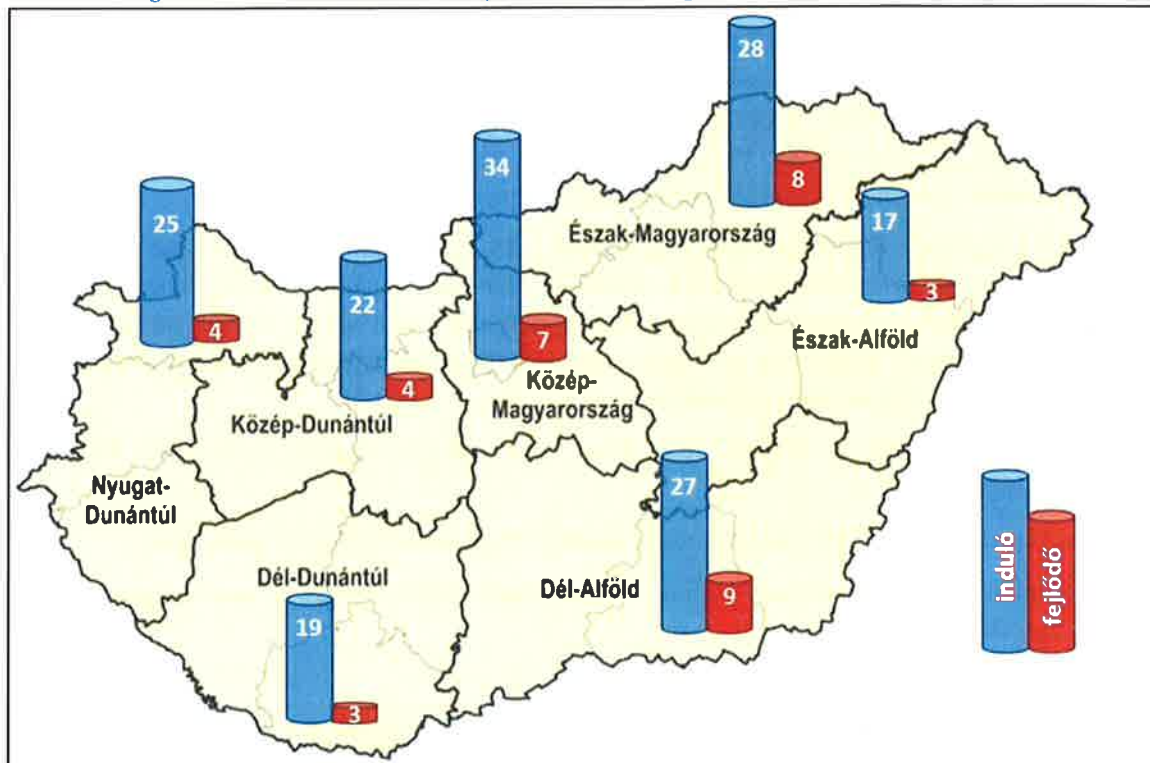 28
8
34
Észak-Magyarország
17
3
25
4
22
4
7
Észak-Alföld
Közép-
Magyarország
Közép-Dunántúl
Nyugat-
Dunántúl
27
9
Dél-Alföld
Dél-Dunántúl
19
3
induló
fejlődő